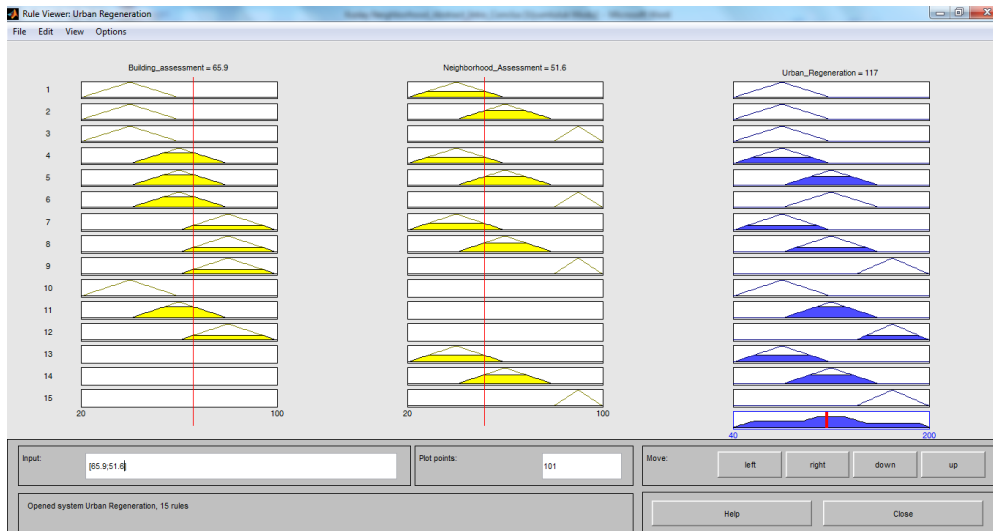 Rule Viewer: Urban Regeneration
File Edit View Options
Building_assessment = 65.9
Neighborhood_Assessment = 51.6
Urban_Regeneration = 117
1
2
3
4
5
6
7
8
9
10
11
12
13
14
15
20 100
20 100
40 200
Input:
[65.9;51.6]
Plot points:
101
Move:
left right down up
Opened system Urban Regeneration, 15 rules
Help Close